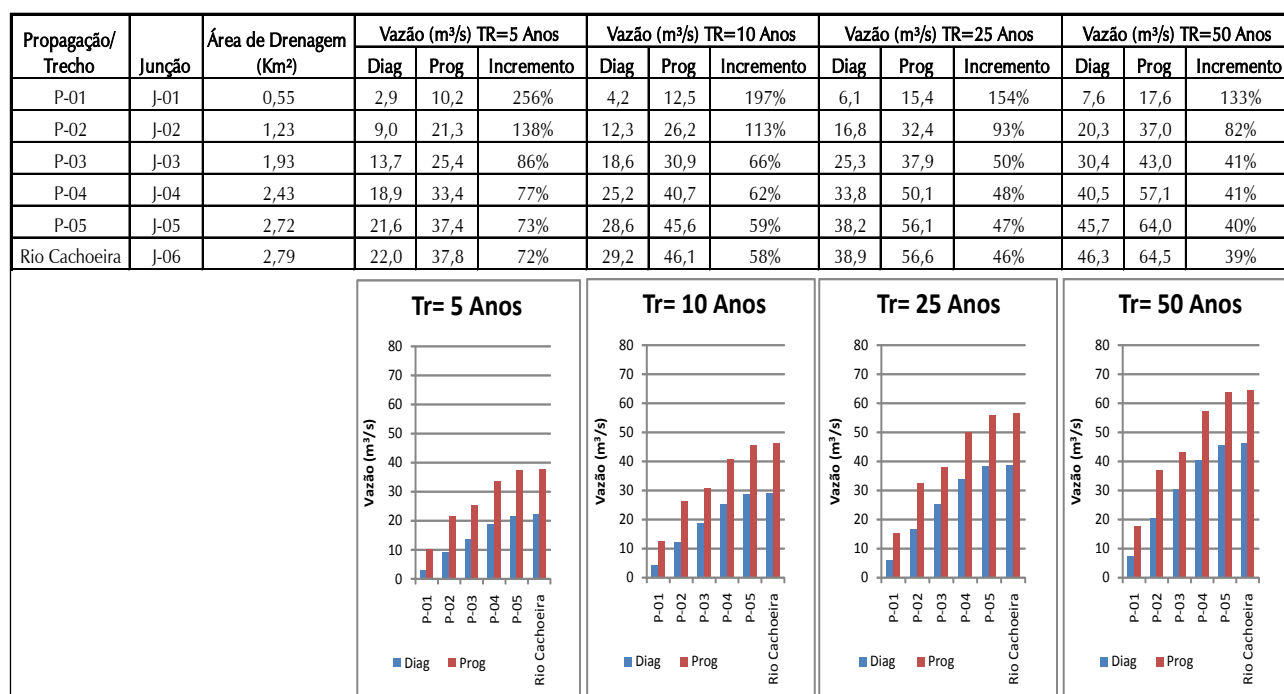 Propagação/ Trecho Junção Área de Drenagem (Km²) Vazão (m³/s) TR=5 Anos Vazão (m³/s) TR=10 Anos Vazão (m³/s) TR=25 Anos Vazão (m³/s) TR=50 Anos
Diag Prog Incremento Diag Prog Incremento Diag Prog Incremento Diag Prog Incremento
P-01 J-01 0,55 2,9 10,2 256% 4,2 12,5 197% 6,1 15,4 154% 7,6 17,6 133%
P-02 J-02 1,23 9,0 21,3 138% 12,3 26,2 113% 16,8 32,4 93% 20,3 37,0 82%
P-03 J-03 1,93 13,7 25,4 86% 18,6 30,9 66% 25,3 37,9 50% 30,4 43,0 41%
P-04 J-04 2,43 18,9 33,4 77% 25,2 40,7 62% 33,8 50,1 48% 40,5 57,1 41%
P-05 J-05 2,72 21,6 37,4 73% 28,6 45,6 59% 38,2 56,1 47% 45,7 64,0 40%
Rio Cachoeira J-06 2,79 22,0 37,8 72% 29,2 46,1 58% 38,9 56,6 46% 46,3 64,5 39%
Tr= 5 Anos
Vazão (m³/s)
80
70
60
50
40
30
20
10
0
P-01
P-02
P-03
P-04
P-05
Rio Cachoeira
Diag Prog
Tr= 10 Anos
Vazão (m³/s)
80
70
60
50
40
30
20
10
0
P-01
P-02
P-03
P-04
P-05
Rio Cachoeira
Diag Prog
Tr= 25 Anos
Vazão (m³/s)
80
70
60
50
40
30
20
10
0
P-01
P-02
P-03
P-04
P-05
Rio Cachoeira
Diag Prog
Tr= 50 Anos
Vazão (m³/s)
80
70
60
50
40
30
20
10
0
P-01
P-02
P-03
P-04
P-05
Rio Cachoeira
Diag Prog